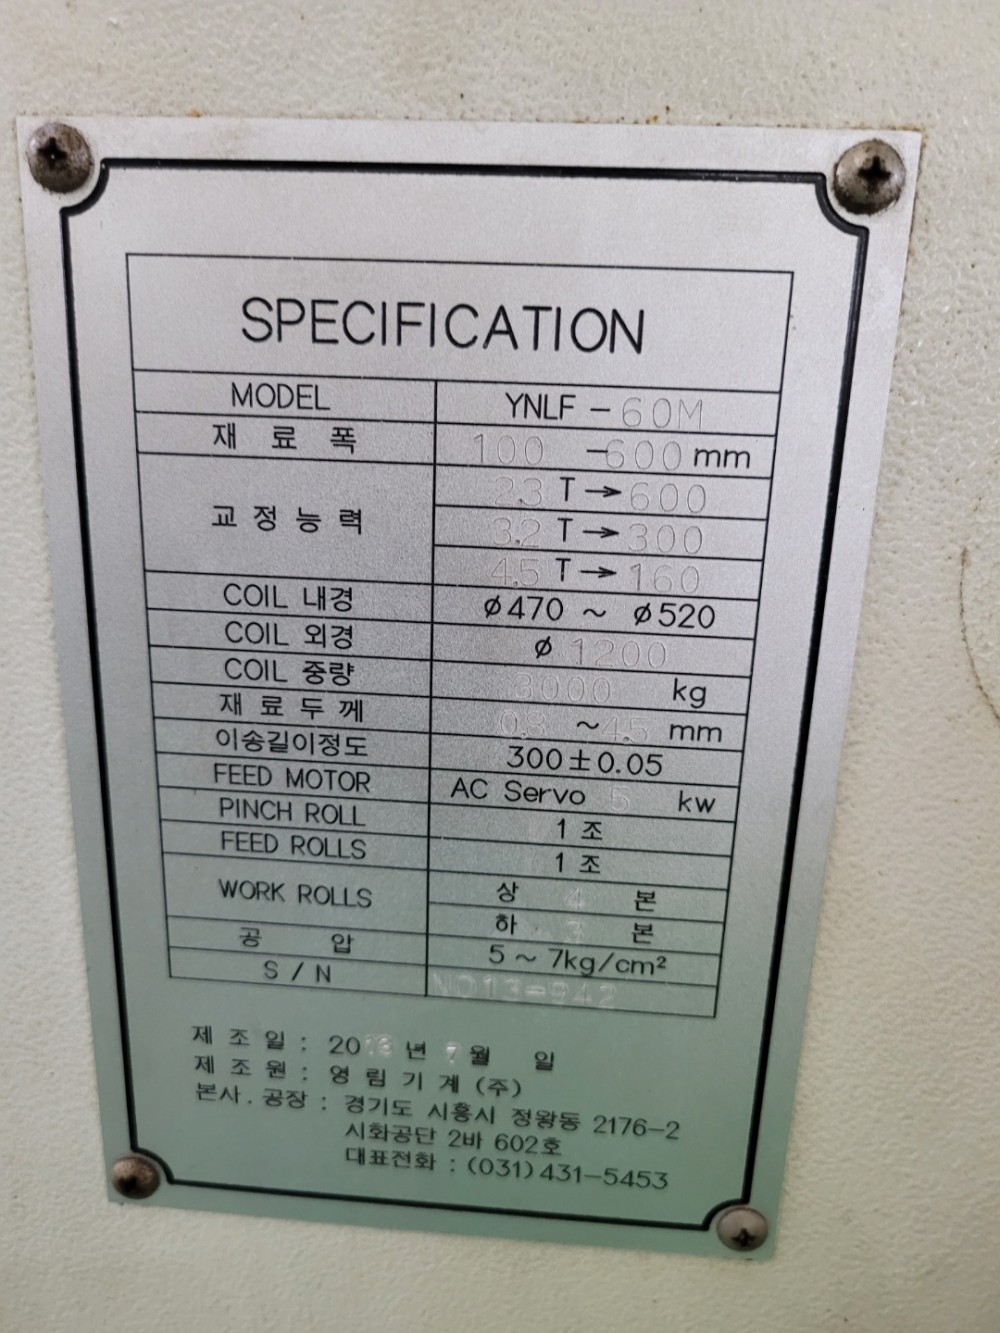 SPECIFICATION
MODEL YNLF - 60M
재 료 폭 100 -600 mm
교 정 능 력 2.3 T → 600
3.2 T → 300
4.5 T → 160
COIL 내경 ø470 ~ ø520
COIL 외경 ø 1200
COIL 중량 3000 kg
재 료 두 께 0.8 ~4.5 mm
이송길이정도 300±0.05
FEED MOTOR AC Servo 5 kw
PINCH ROLL 1 조
FEED ROLLS 1 조
WORK ROLLS 상 4 본
하 3 본
공 압 5 ~ 7kg/cm²
S / N NO13-942
제 조 일 : 2013 년 7 월 일
제 조 원 : 영 림 기 계 (주)
본사 . 공장 : 경기도 시흥시 정왕동 2176-2
시화공단 2바 602호
대표전화 : (031) 431-5453